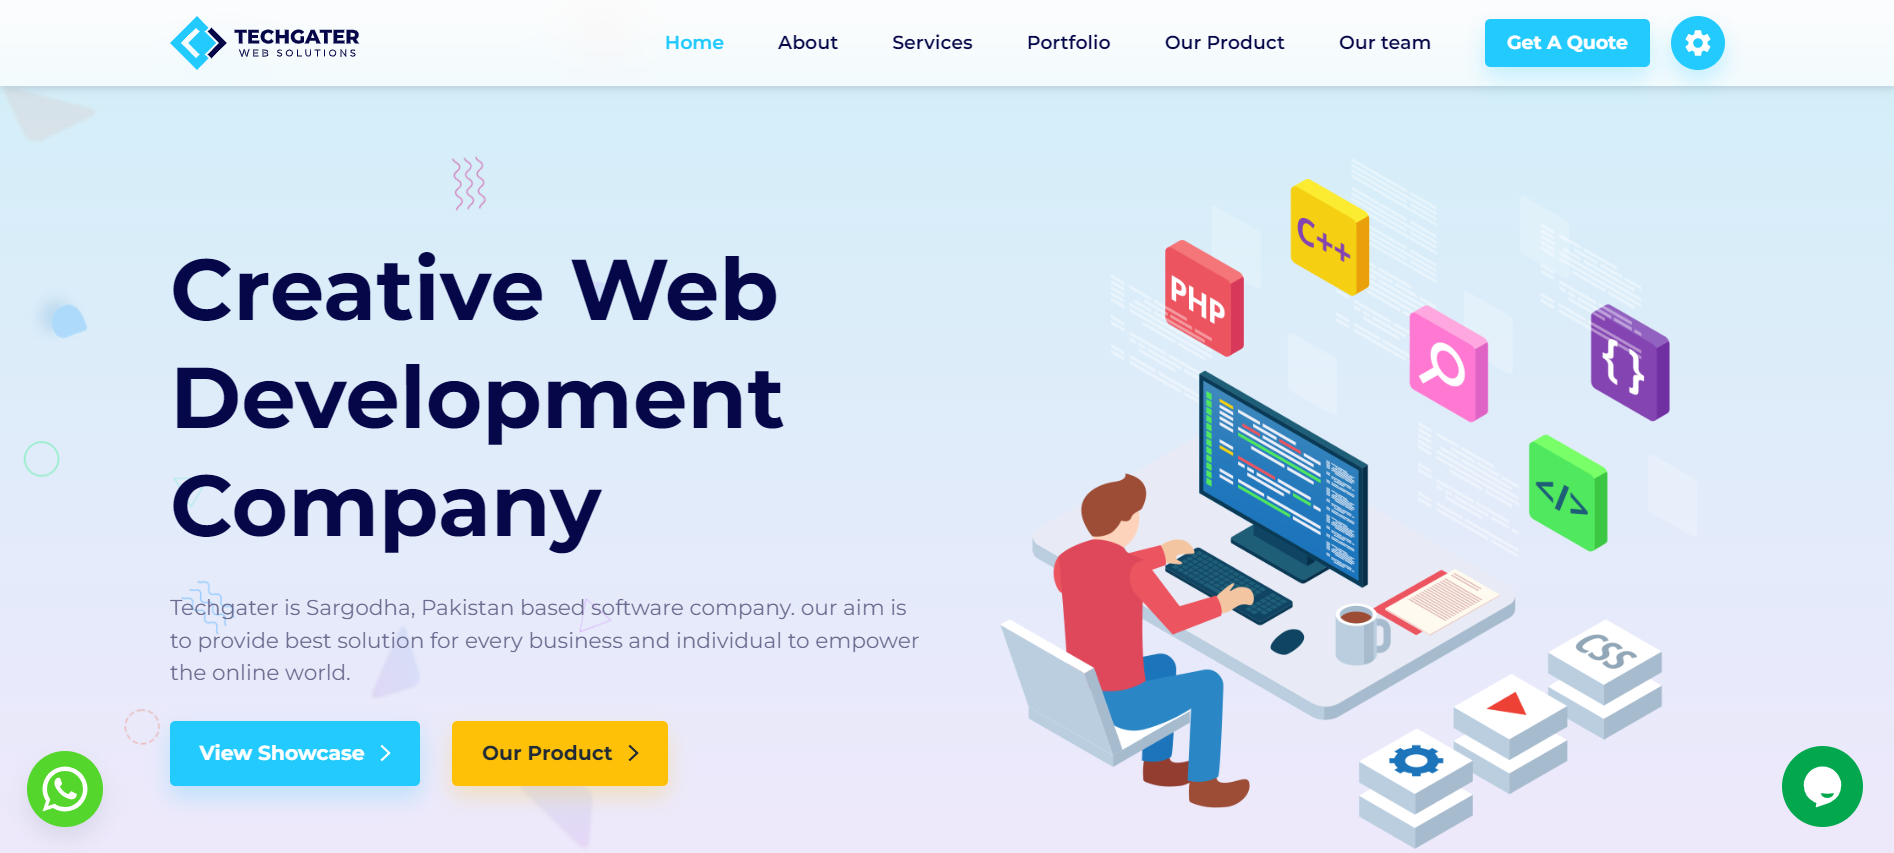 TECHGATER
WEB SOLUTIONS
Home
About
Services
Portfolio
Our Product
Our team
Get A Quote
Creative Web
Development
Company
Techgater is Sargodha, Pakistan based software company. our aim is
to provide best solution for every business and individual to empower
the online world.
View Showcase
Our Product
C++
PHP
{ }
</>
CSS